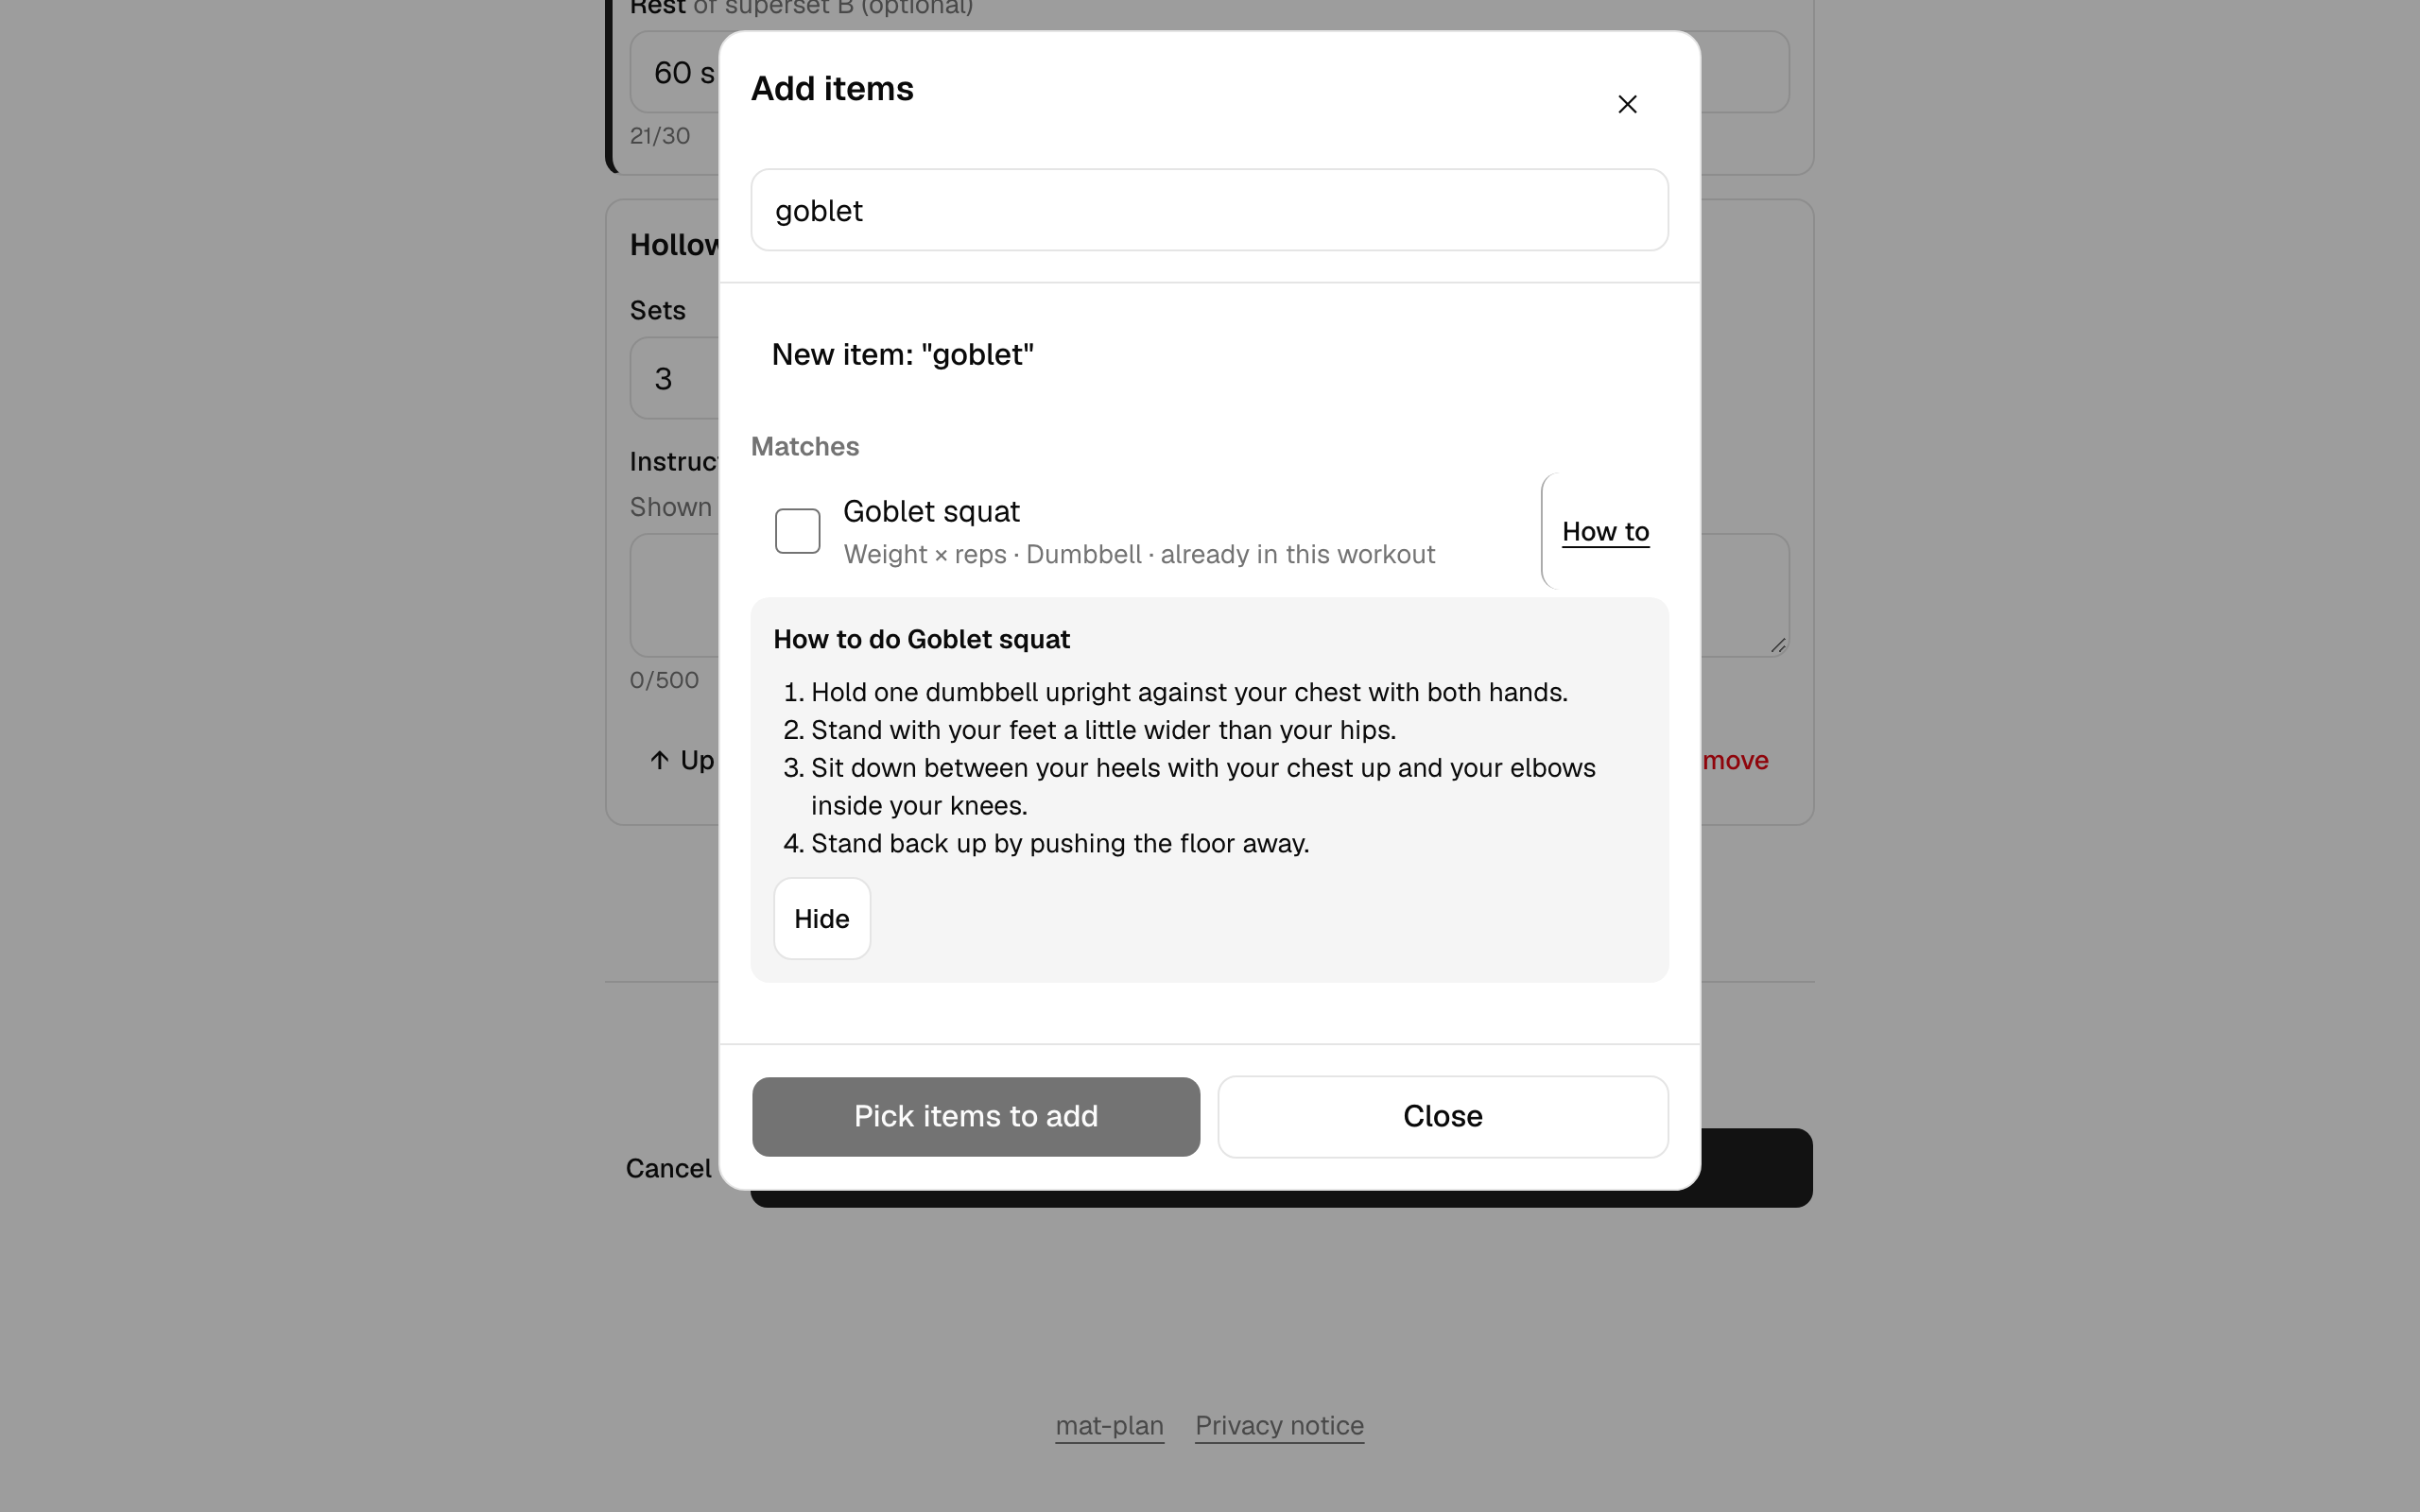 Rest of superset B (optional)
60 s
21/30
Add items
goblet
Hollow
Sets
3
Instruc
Shown
0/500
↑ Up
move
New item: "goblet"
Matches
Goblet squat
Weight × reps · Dumbbell · already in this workout
How to
How to do Goblet squat
1. Hold one dumbbell upright against your chest with both hands.
2. Stand with your feet a little wider than your hips.
3. Sit down between your heels with your chest up and your elbows
inside your knees.
4. Stand back up by pushing the floor away.
Hide
Pick items to add
Close
Cancel
mat-plan
Privacy notice